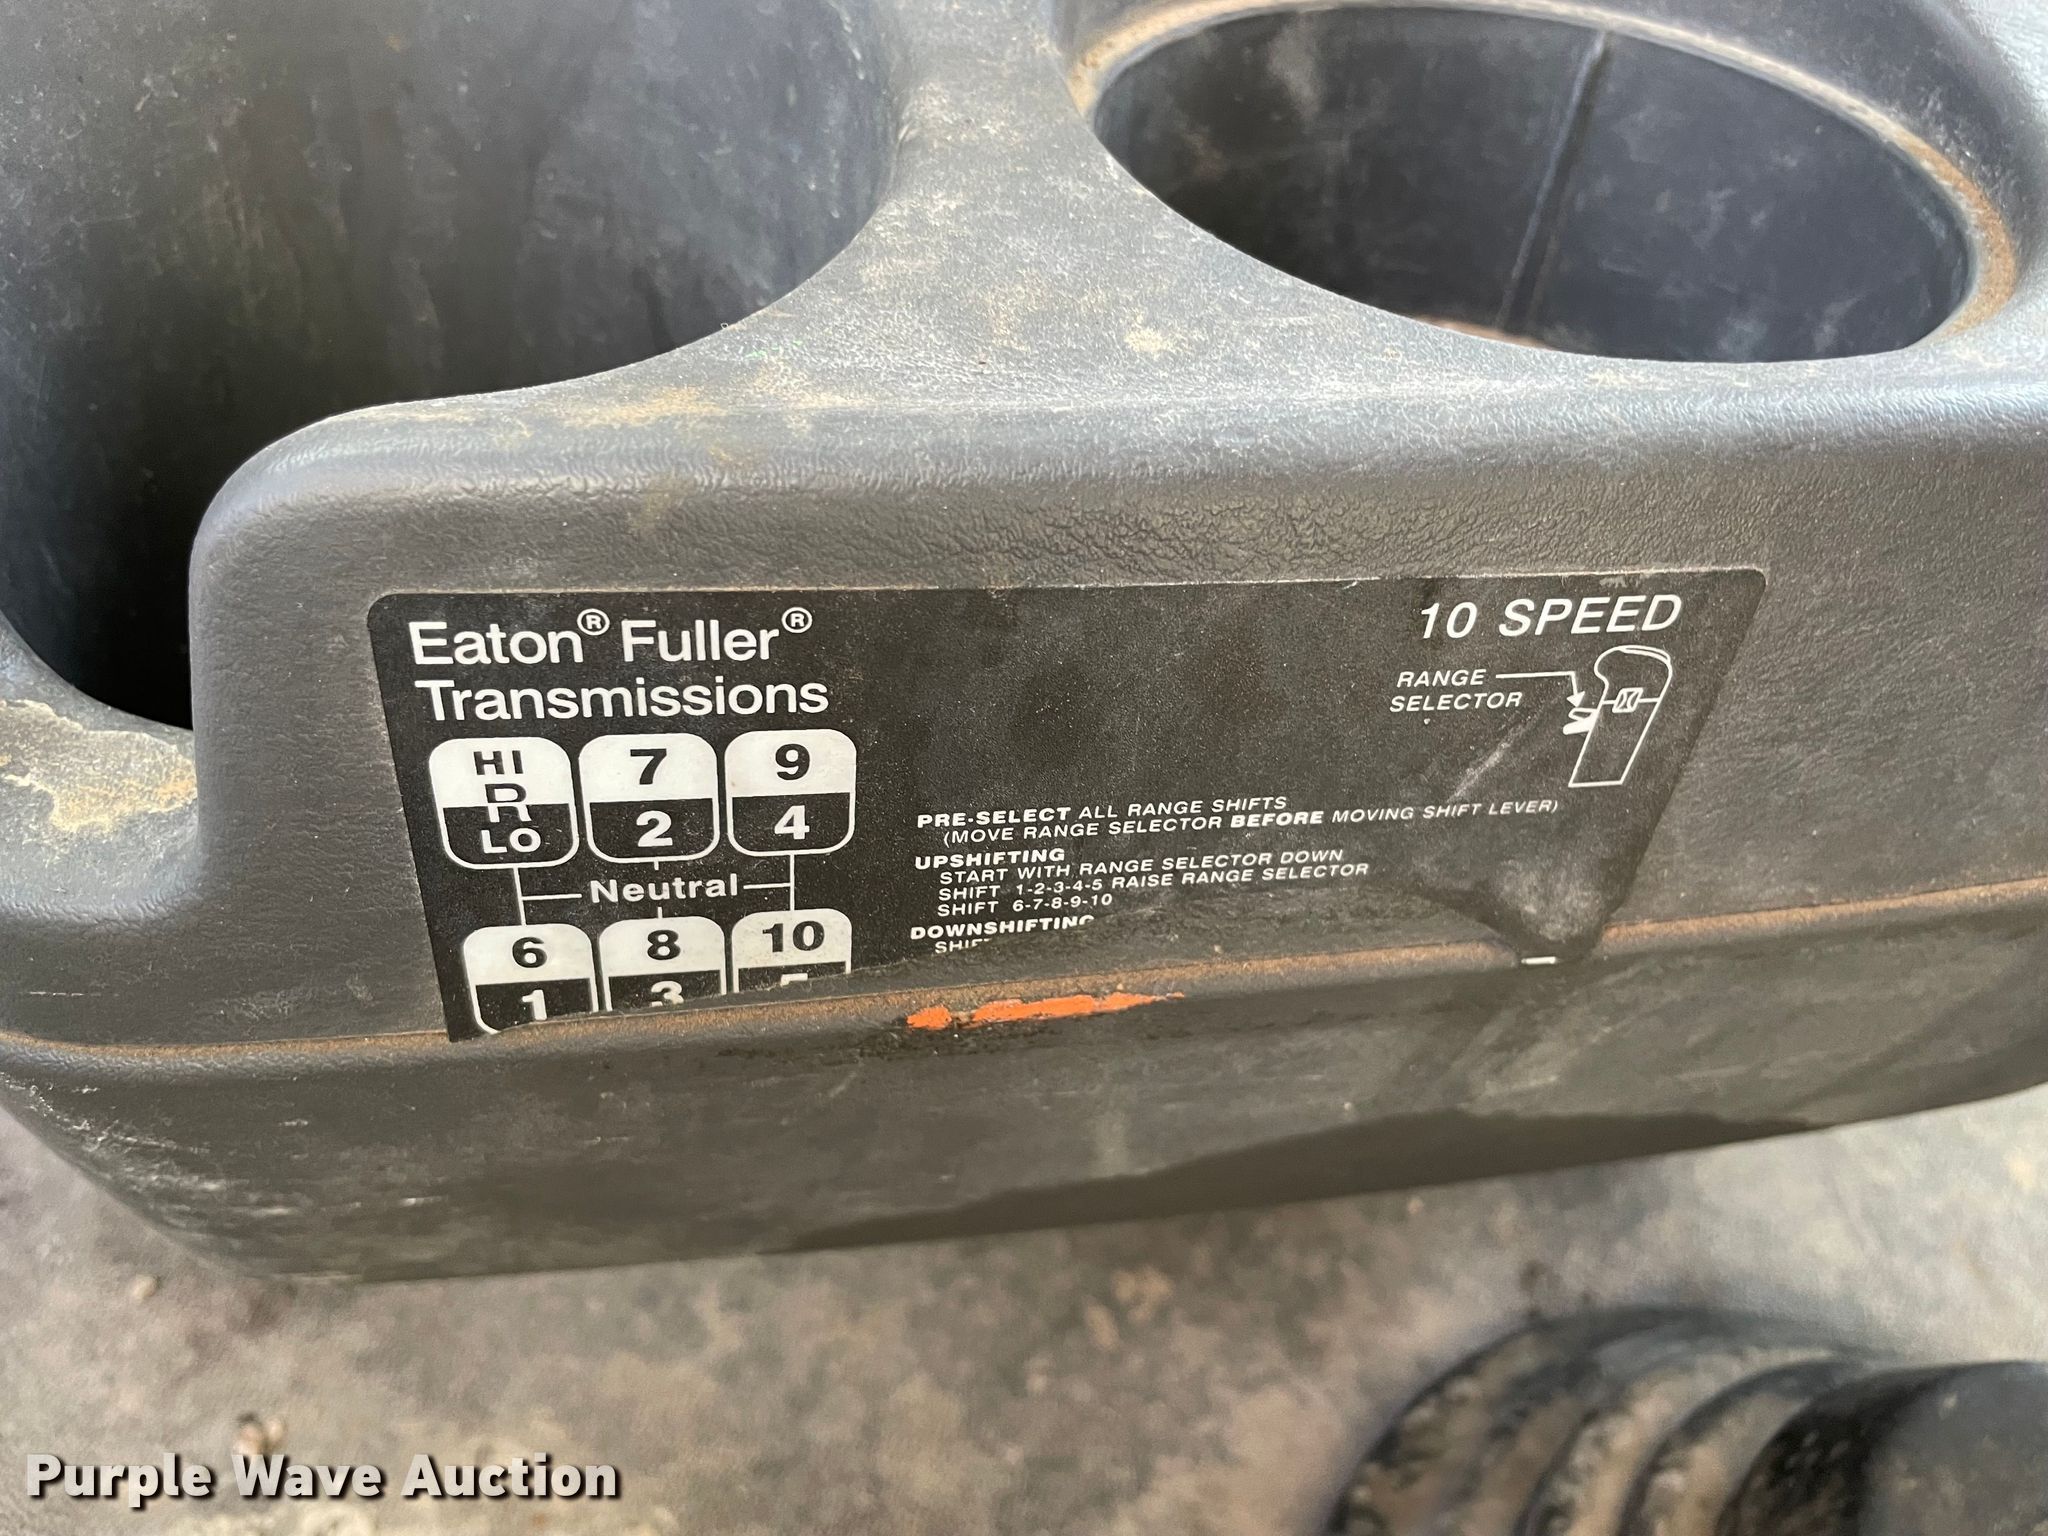 Eaton® Fuller®
Transmissions
10 SPEED
RANGE
SELECTOR
HI
R
LO
7
2
9
4
Neutral
6
1
8
3
10
PRE-SELECT ALL RANGE SHIFTS
(MOVE RANGE SELECTOR BEFORE MOVING SHIFT LEVER)
UPSHIFTING
START WITH RANGE SELECTOR DOWN
SHIFT 1-2-3-4-5 RAISE RANGE SELECTOR
SHIFT 6-7-8-9-10
DOWNSHIFTING
Purple Wave Auction